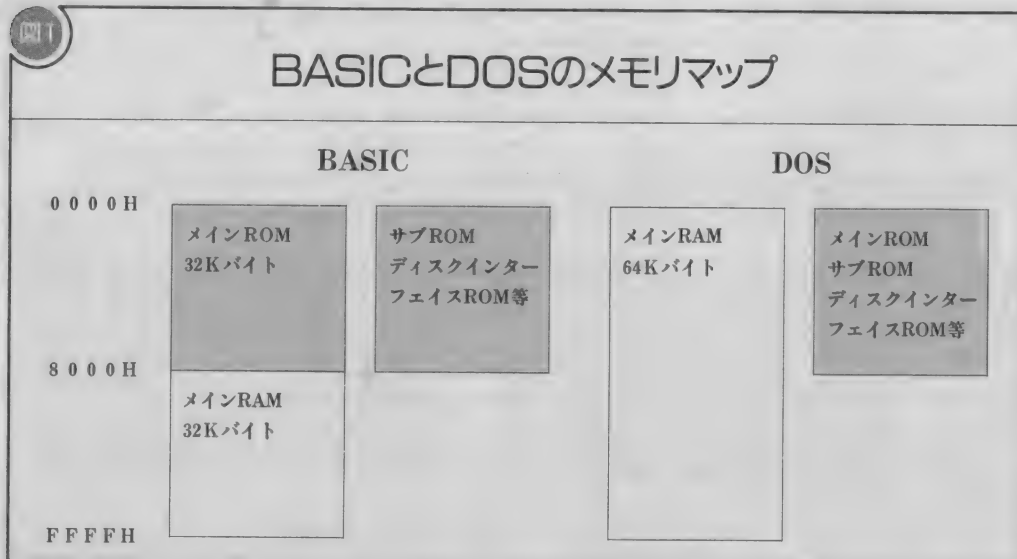 図1
BASICとDOSのメモリマップ
BASIC
DOS
0000H
8000H
FFFFH
メインROM
32Kバイト
メインRAM
32Kバイト
サブROM
ディスクインター
フェイスROM等
メインRAM
64Kバイト
メインROM
サブROM
ディスクインター
フェイスROM等